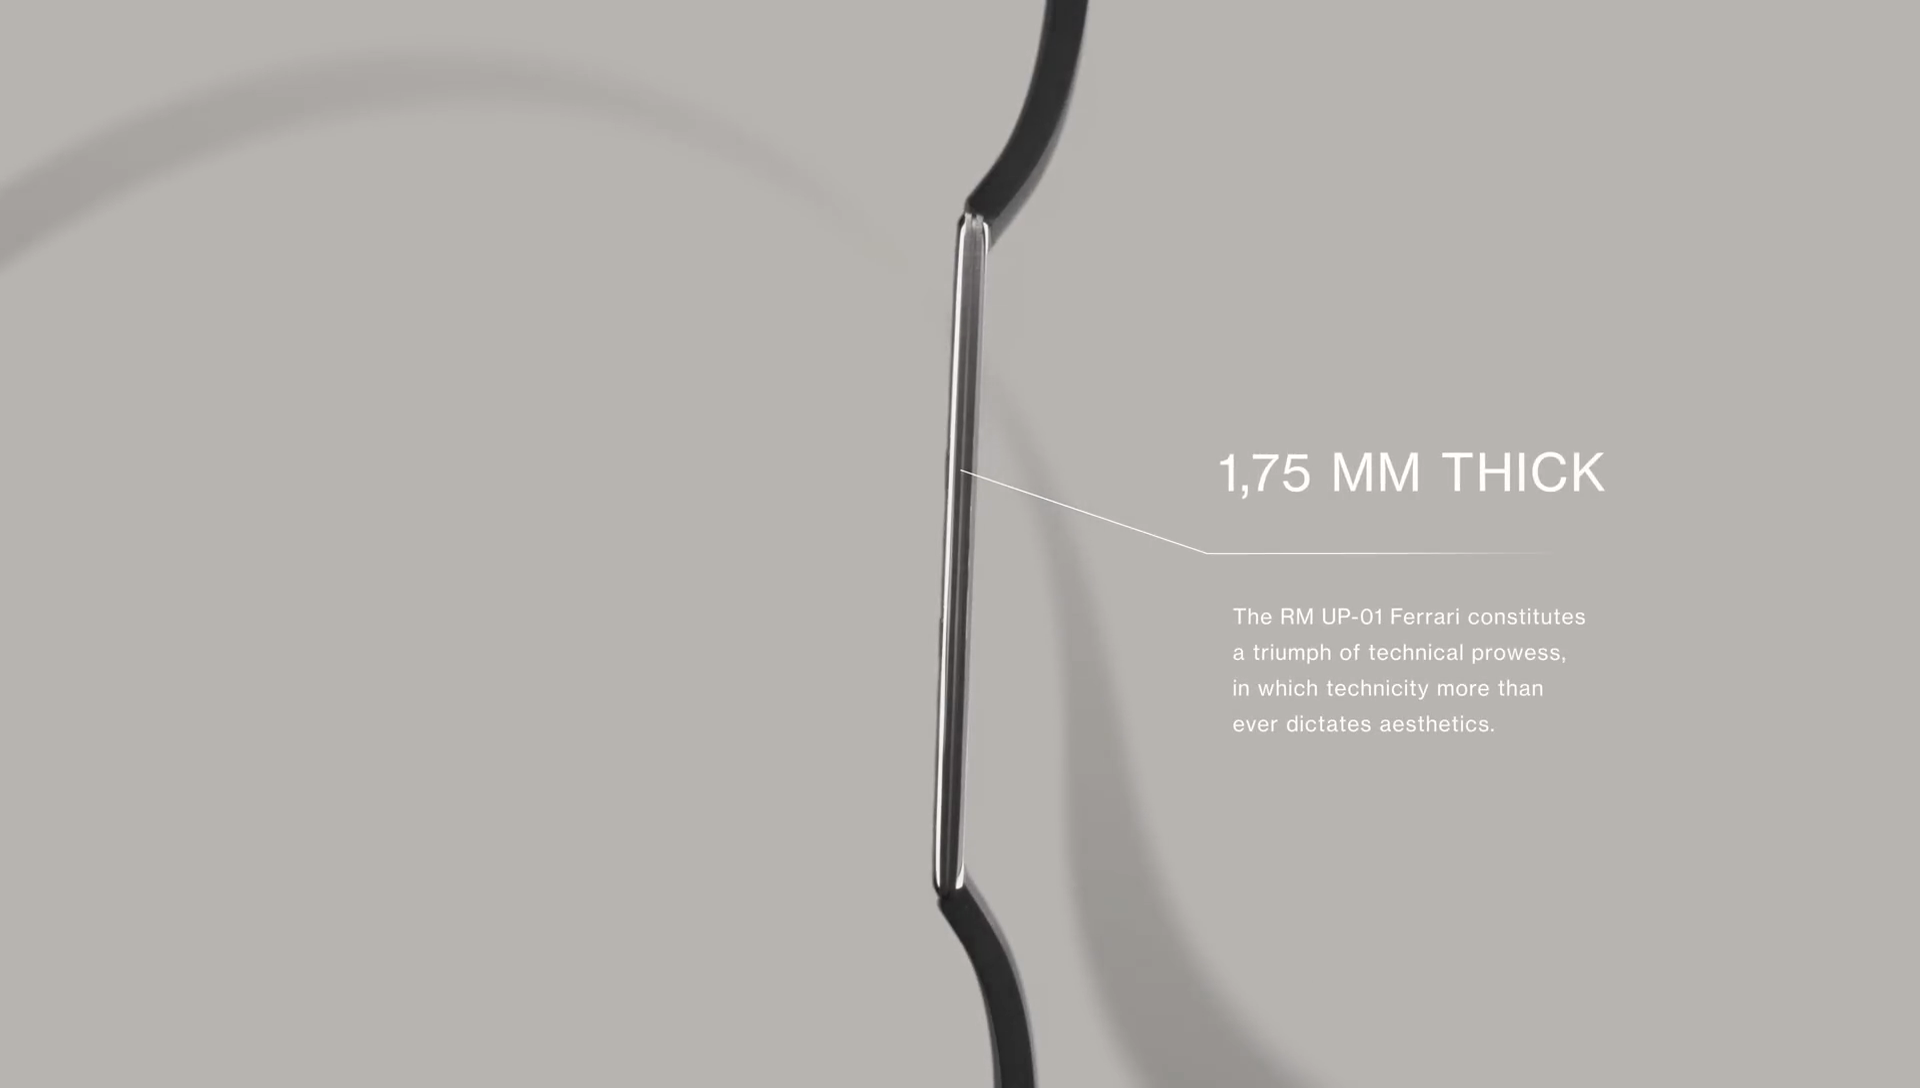 1,75 MM THICK
The RM UP-01 Ferrari constitutes
a triumph of technical prowess,
in which technicity more than
ever dictates aesthetics.